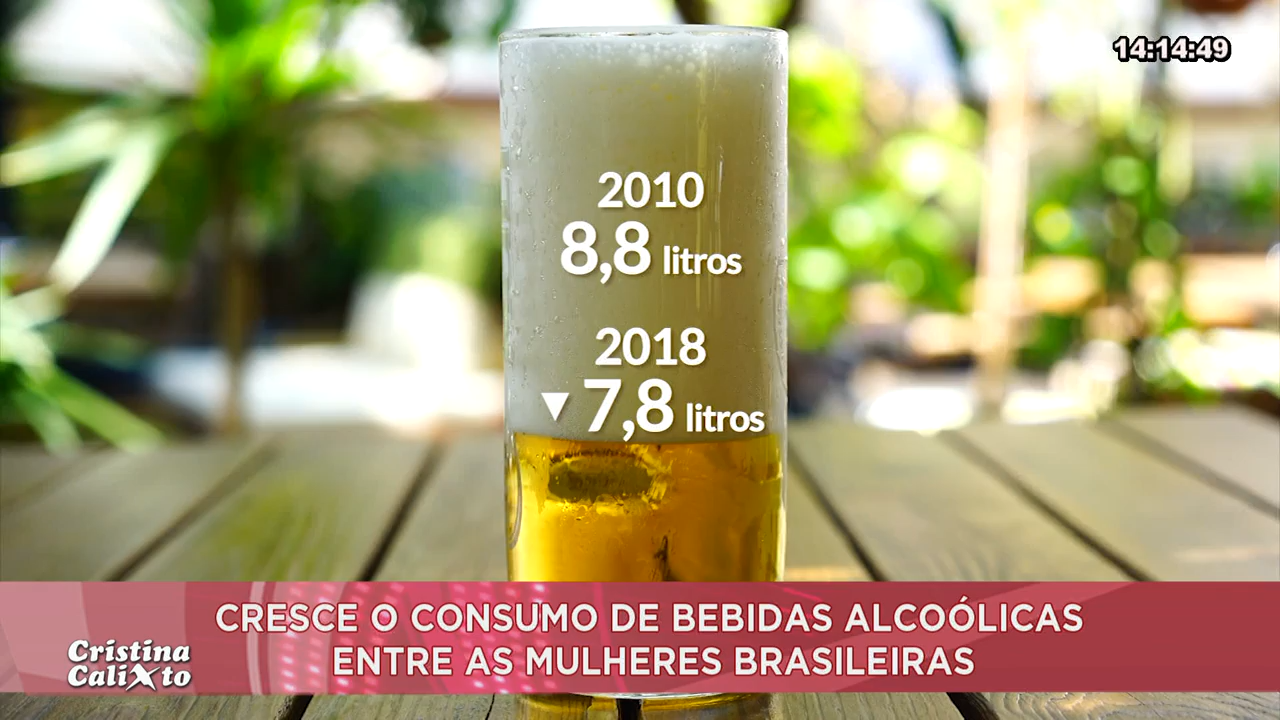 14:14:49
2010
8,8 litros
2018
▼ 7,8 litros
CRESCE O CONSUMO DE BEBIDAS ALCOÓLICAS
ENTRE AS MULHERES BRASILEIRAS
Cristina
Calixto